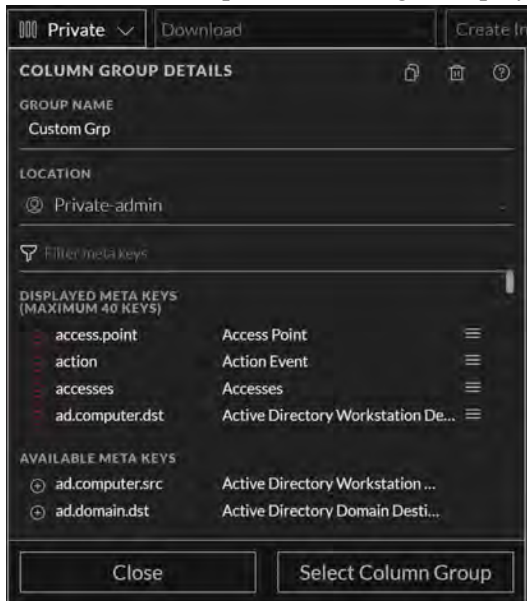 Private Download Create In
COLUMN GROUP DETAILS
GROUP NAME
Custom Grp
LOCATION
Private-admin
Filter meta keys
DISPLAYED META KEYS
(MAXIMUM 40 KEYS)
access.point Access Point
action Action Event
accesses Accesses
ad.computer.dst Active Directory Workstation De...
AVAILABLE META KEYS
ad.computer.src Active Directory Workstation ...
ad.domain.dst Active Directory Domain Desti...
Close Select Column Group